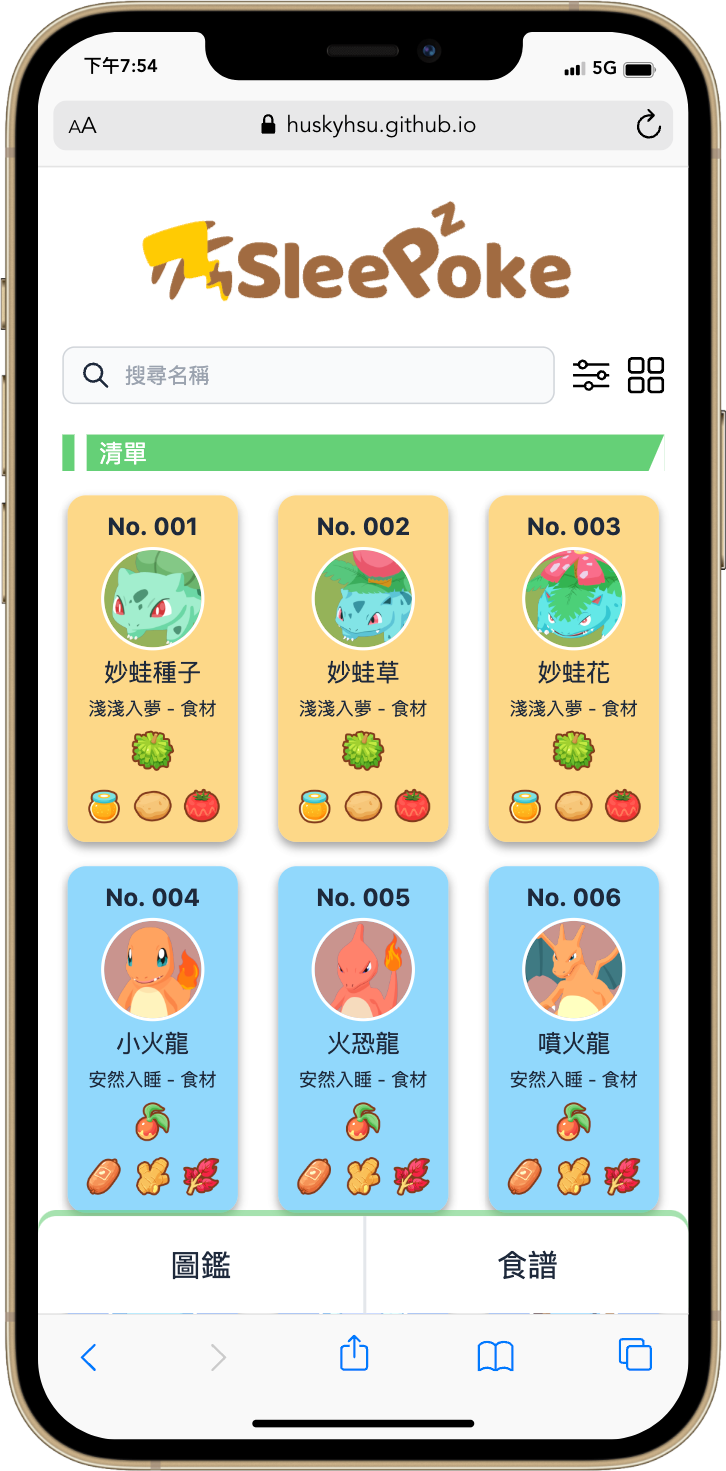 下午7:54
5G
AA
huskyhsu.github.io
SleePoke
z
搜尋名稱
清單
No. 001
No. 002
No. 003
妙蛙種子
妙蛙草
妙蛙花
淺淺入夢 - 食材
淺淺入夢 - 食材
淺淺入夢 - 食材
No. 004
No. 005
No. 006
小火龍
火恐龍
噴火龍
安然入睡 - 食材
安然入睡 - 食材
安然入睡 - 食材
圖鑑
食譜